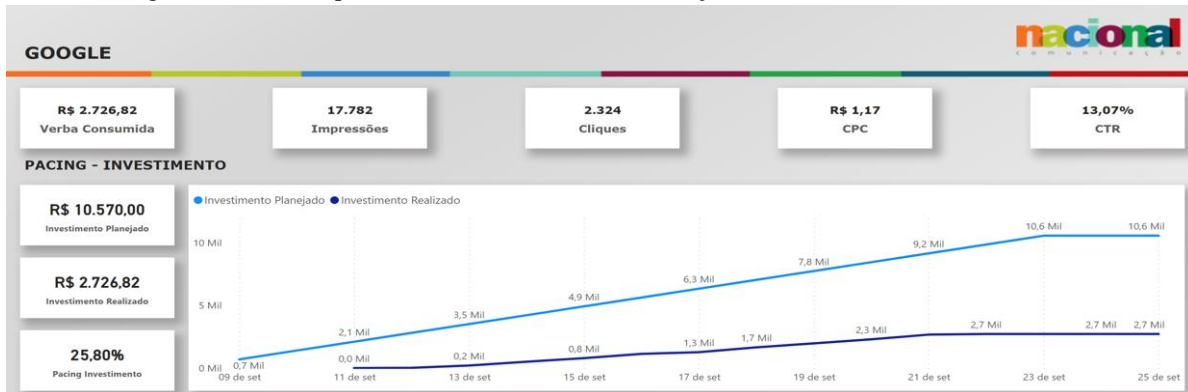 GOOGLE
nacional
comunicação
R$ 2.726,82
Verba Consumida
17.782
Impressões
2.324
Cliques
R$ 1,17
CPC
13,07%
CTR
PACING - INVESTIMENTO
R$ 10.570,00
Investimento Planejado
R$ 2.726,82
Investimento Realizado
25,80%
Pacing Investimento
Investimento Planejado Investimento Realizado
10 Mil
5 Mil
0 Mil
0,7 Mil 2,1 Mil 3,5 Mil 4,9 Mil 6,3 Mil 7,8 Mil 9,2 Mil 10,6 Mil 10,6 Mil
0,0 Mil 0,2 Mil 0,8 Mil 1,3 Mil 1,7 Mil 2,3 Mil 2,7 Mil 2,7 Mil 2,7 Mil
09 de set 11 de set 13 de set 15 de set 17 de set 19 de set 21 de set 23 de set 25 de set